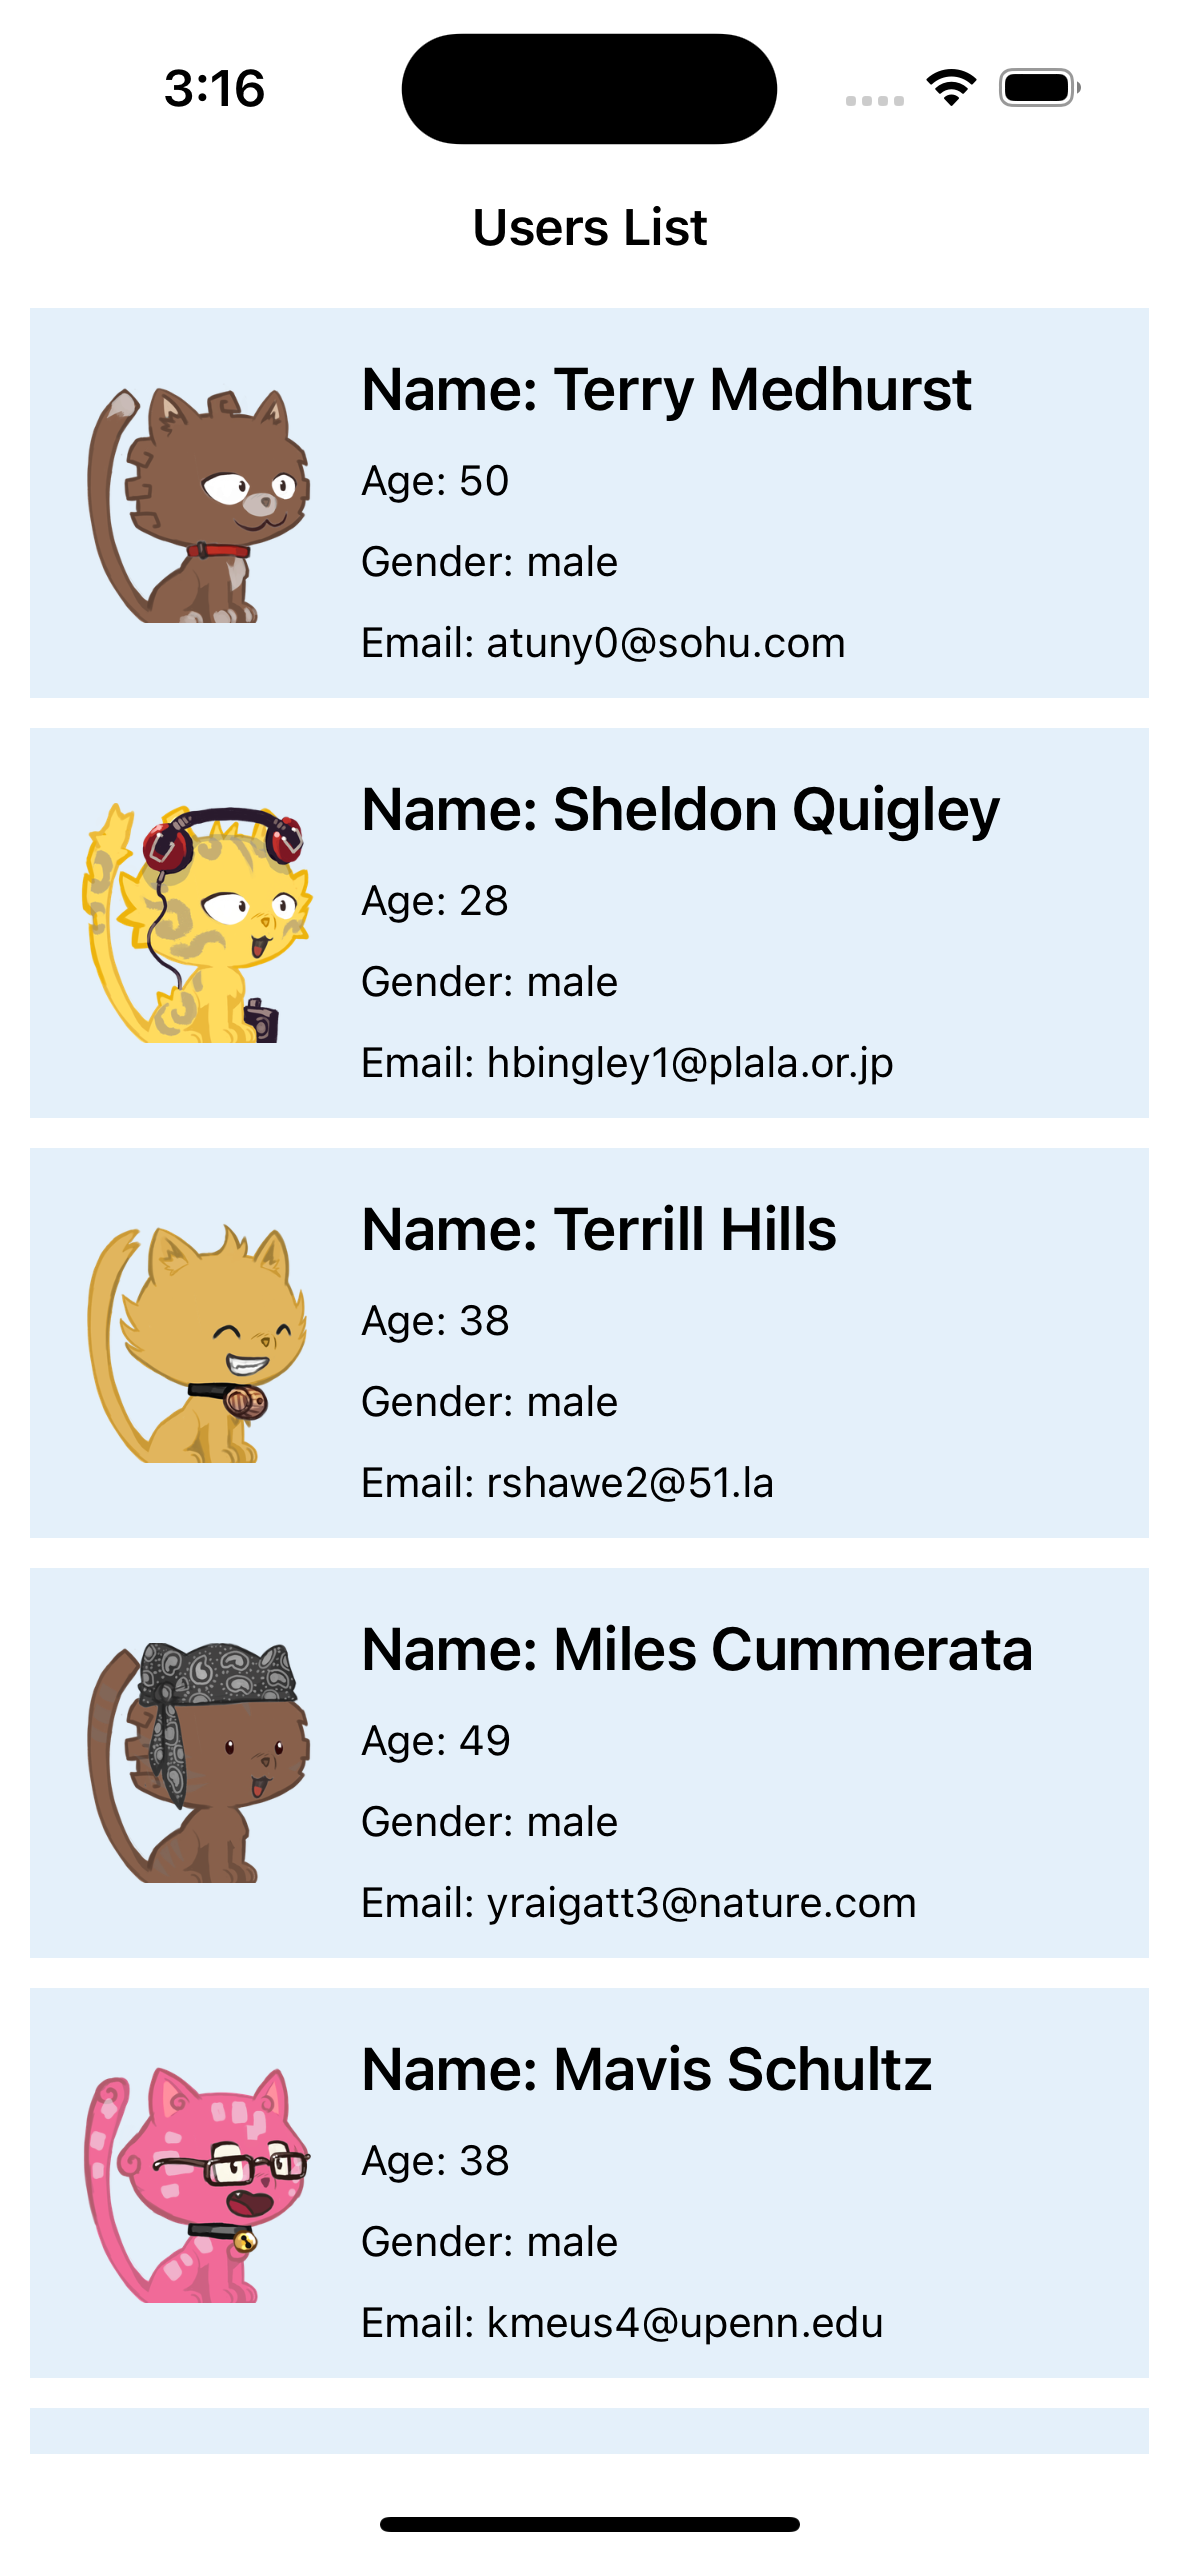 3:16
Users List
Name: Terry Medhurst
Age: 50
Gender: male
Email: atuny0@sohu.com
Name: Sheldon Quigley
Age: 28
Gender: male
Email: hbingley1@plala.or.jp
Name: Terrill Hills
Age: 38
Gender: male
Email: rshawe2@51.la
Name: Miles Cummerata
Age: 49
Gender: male
Email: yraigatt3@nature.com
Name: Mavis Schultz
Age: 38
Gender: male
Email: kmeus4@upenn.edu